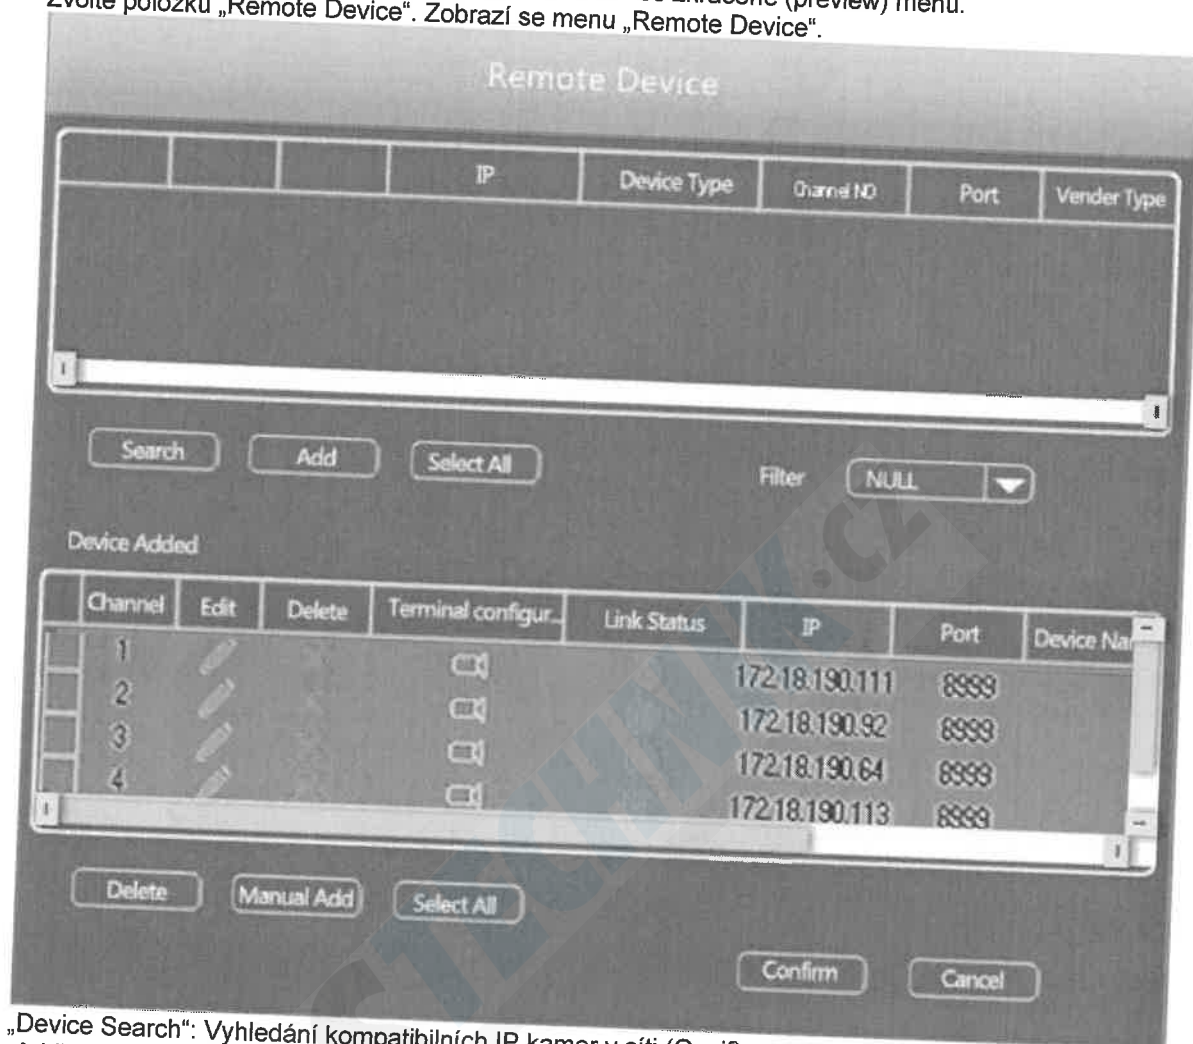 (preview) menu.
Zvolte položku „Remote Device“. Zobrazí se menu „Remote Device“.
Remote Device
IP Device Type Channel NO Port Vender Type
Search Add Select All Filter NULL
Device Added
Channel Edit Delete Terminal configur... Link Status IP Port Device Na
1 172.18.190.111 8999
2 172.18.190.92 8999
3 172.18.190.64 8999
4 172.18.190.113 8999
Delete Manual Add Select All
Confirm Cancel
STECHNIK.CZ
„Device Search“: Vyhledání kompatibilních IP kamer v síti